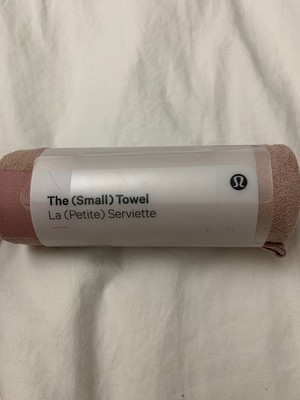 The (Small) Towel
La (Petite) Serviette